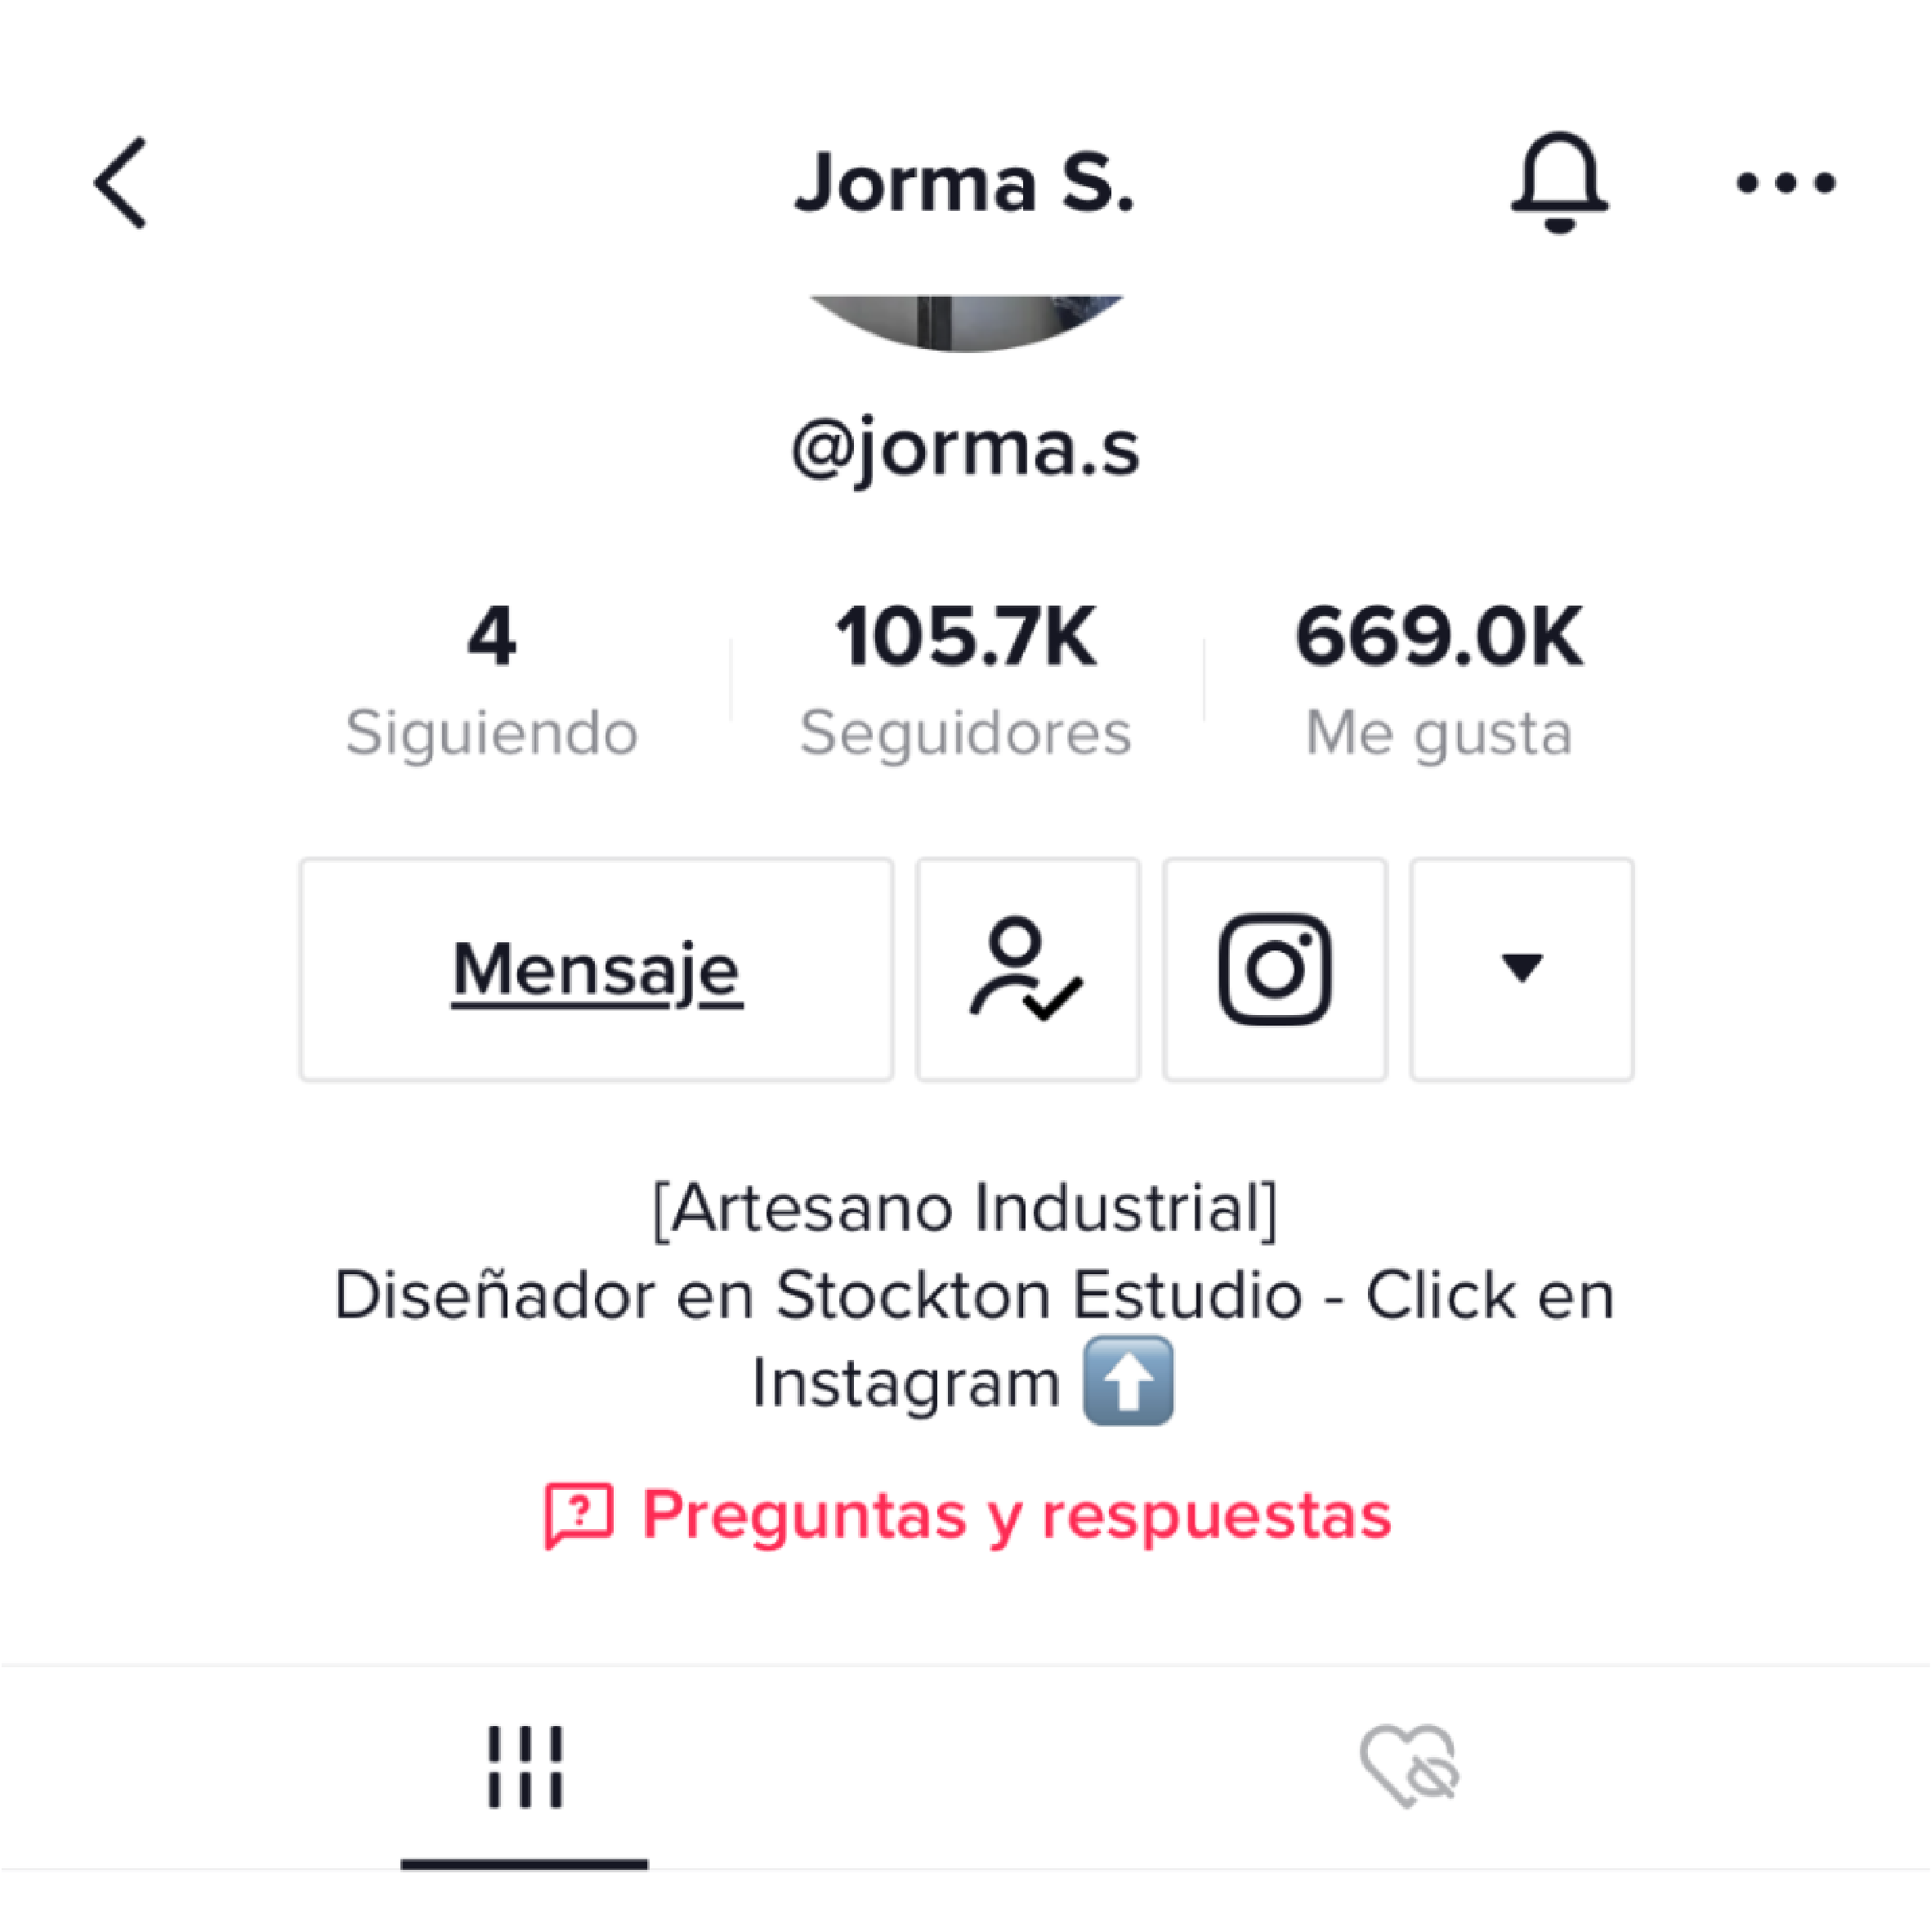 Jorma S.
@jorma.s
4 105.7K 669.0K
Siguiendo Seguidores Me gusta
Mensaje
[Artesano Industrial]
Diseñador en Stockton Estudio - Click en
Instagram ⬆️
Preguntas y respuestas